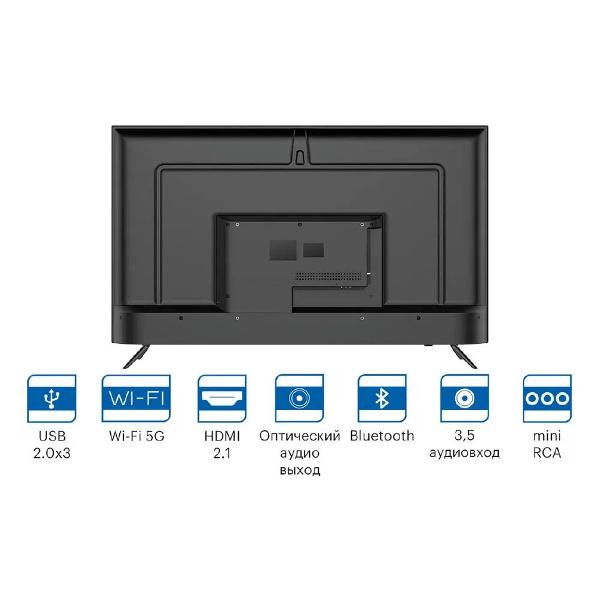 WI-FI
USB
2.0x3
Wi-Fi 5G
HDMI
2.1
Оптический
аудио
выход
Bluetooth
3,5
аудиовход
mini
RCA